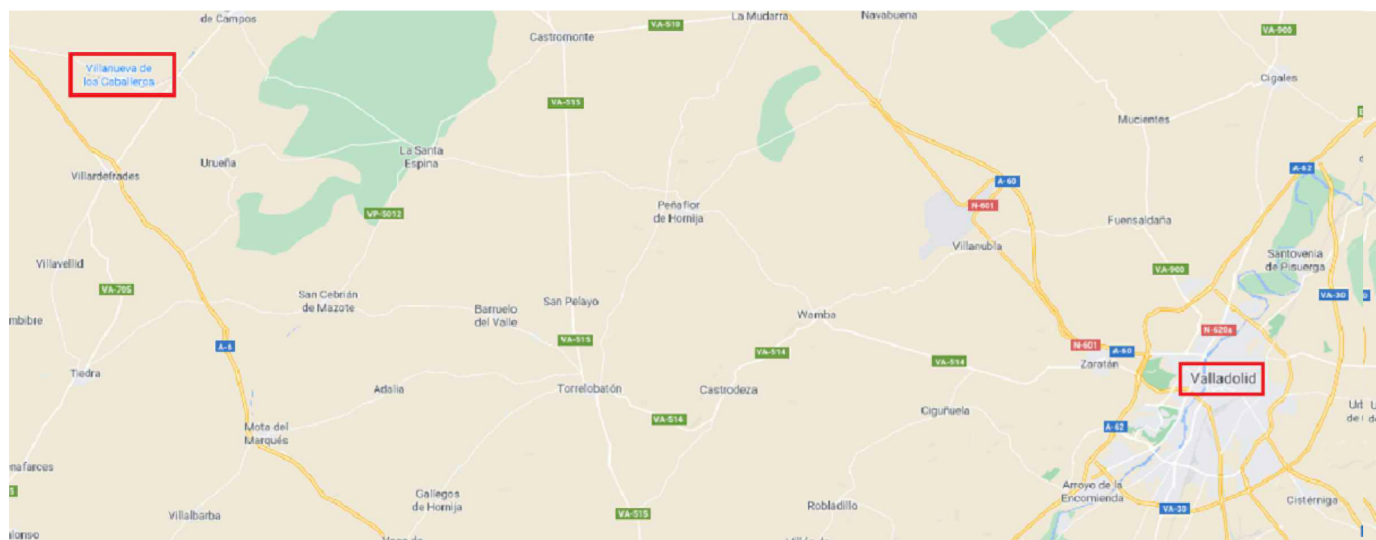 de Campos
La Mudarra
Navabuena
VA-510
Castromonte
VA-900
Villanueva de
los Caballeros
Cigales
VA-515
Mucientes
La Santa
Espina
Urueña
Villardefrades
A-62
A-60
Peñaflor
de Hornija
N-601
VP-5012
Fuensaldaña
Villanubla
Santovenia
de Pisuerga
Villavellid
VA-900
VA-705
San Cebrián
de Mazote
San Pelayo
Barruelo
del Valle
VA-30
mbibre
Wamba
N-620a
VA-515
A-6
N-601
A-60
VA-514
VA-514
Zaratán
Tiedra
Valladolid
Adalia
Torrelobatón
Castrodeza
Ciguñuela
VA-514
A-62
Mota del
Marqués
enafarces
Arroyo de la
Encomienda
Gallegos
de Hornija
Robladillo
Cistérniga
VA-30
Villalbarba
VA-515
alonso